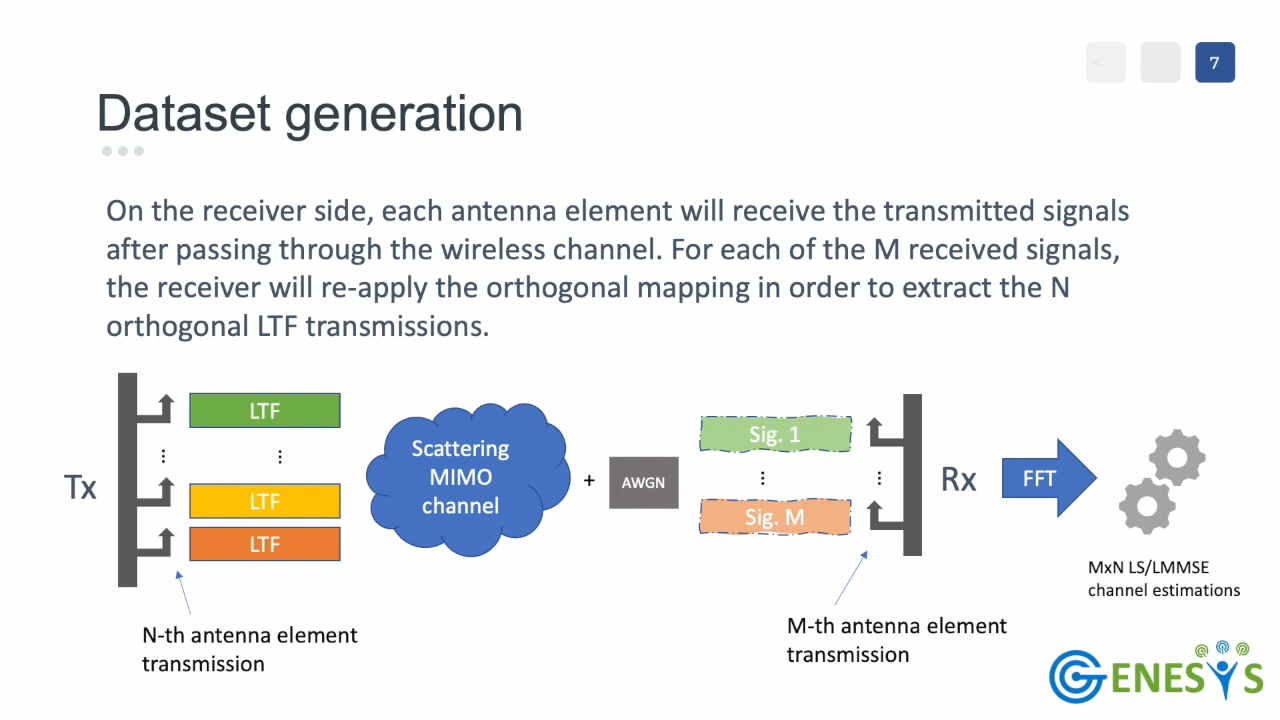 7
Dataset generation
On the receiver side, each antenna element will receive the transmitted signals
after passing through the wireless channel. For each of the M received signals,
the receiver will re-apply the orthogonal mapping in order to extract the N
orthogonal LTF transmissions.
Tx
LTF
⋮ ⋮
LTF
LTF
Scattering
MIMO
channel
+
AWGN
Sig. 1
⋮ ⋮
Sig. M
Rx
FFT
MxN LS/LMMSE
channel estimations
N-th antenna element
transmission
M-th antenna element
transmission
GENESYS